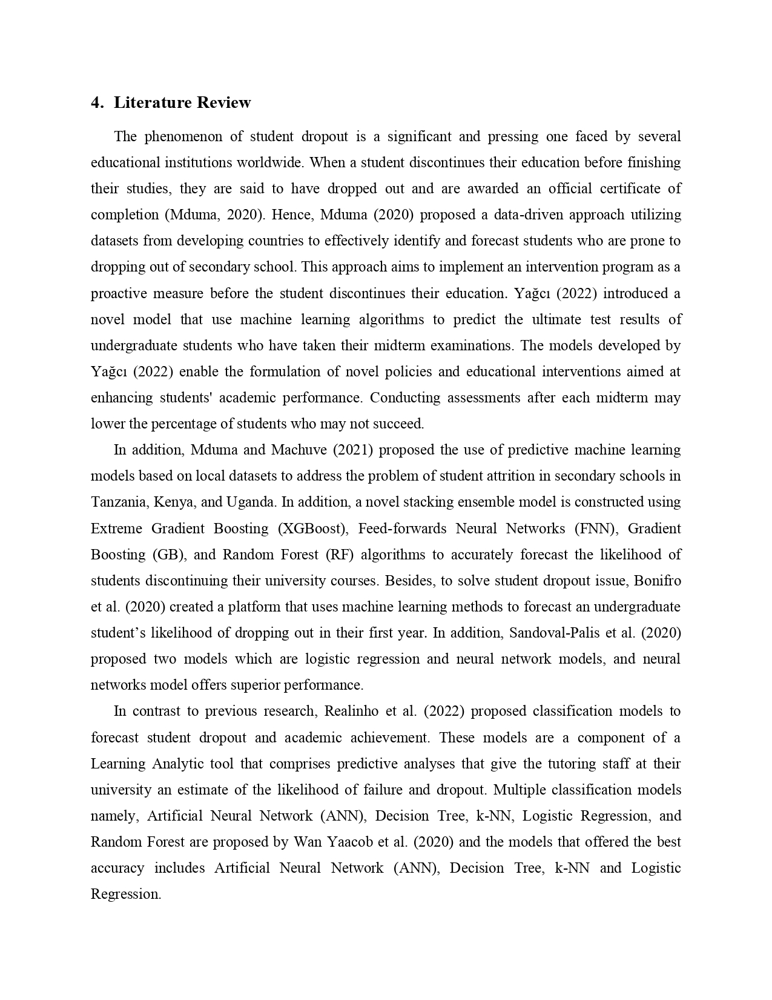 4. Literature Review
The phenomenon of student dropout is a significant and pressing one faced by several
educational institutions worldwide. When a student discontinues their education before finishing
their studies, they are said to have dropped out and are awarded an official certificate of
completion (Mduma, 2020). Hence, Mduma (2020) proposed a data-driven approach utilizing
datasets from developing countries to effectively identify and forecast students who are prone to
dropping out of secondary school. This approach aims to implement an intervention program as a
proactive measure before the student discontinues their education. Yağcı (2022) introduced a
novel model that use machine learning algorithms to predict the ultimate test results of
undergraduate students who have taken their midterm examinations. The models developed by
Yağcı (2022) enable the formulation of novel policies and educational interventions aimed at
enhancing students' academic performance. Conducting assessments after each midterm may
lower the percentage of students who may not succeed.
In addition, Mduma and Machuve (2021) proposed the use of predictive machine learning
models based on local datasets to address the problem of student attrition in secondary schools in
Tanzania, Kenya, and Uganda. In addition, a novel stacking ensemble model is constructed using
Extreme Gradient Boosting (XGBoost), Feed-forwards Neural Networks (FNN), Gradient
Boosting (GB), and Random Forest (RF) algorithms to accurately forecast the likelihood of
students discontinuing their university courses. Besides, to solve student dropout issue, Bonifro
et al. (2020) created a platform that uses machine learning methods to forecast an undergraduate
student’s likelihood of dropping out in their first year. In addition, Sandoval-Palis et al. (2020)
proposed two models which are logistic regression and neural network models, and neural
networks model offers superior performance.
In contrast to previous research, Realinho et al. (2022) proposed classification models to
forecast student dropout and academic achievement. These models are a component of a
Learning Analytic tool that comprises predictive analyses that give the tutoring staff at their
university an estimate of the likelihood of failure and dropout. Multiple classification models
namely, Artificial Neural Network (ANN), Decision Tree, k-NN, Logistic Regression, and
Random Forest are proposed by Wan Yaacob et al. (2020) and the models that offered the best
accuracy includes Artificial Neural Network (ANN), Decision Tree, k-NN and Logistic
Regression.